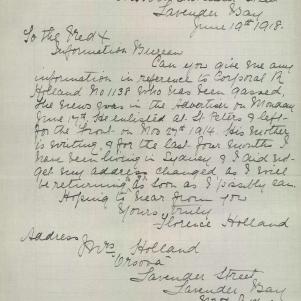 Lavender Bay
June 19th 1918.
To the Red +
Information Bureau
Can you give me any
information in reference to Corporal R
Holland No 1138 who has been gassed,
the news was in the Advertiser on Monday
June 17th. He enlisted at St Peters & left
for the Front on Nov 27th 1914. His mother
is writing, & for the last four months I
have been living in Sydney & I did not
get my address changed as I will
be returning as soon as I possibly can.
Hoping to hear from you
Yours truly
Florence Holland
Address
Mrs Holland
"Orsova"
Lavender Street
Lavender Bay